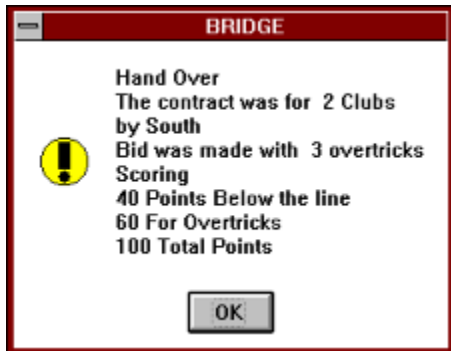 BRIDGE
Hand Over
The contract was for 2 Clubs
by South
Bid was made with 3 overtricks
Scoring
40 Points Below the line
60 For Overtricks
100 Total Points
OK